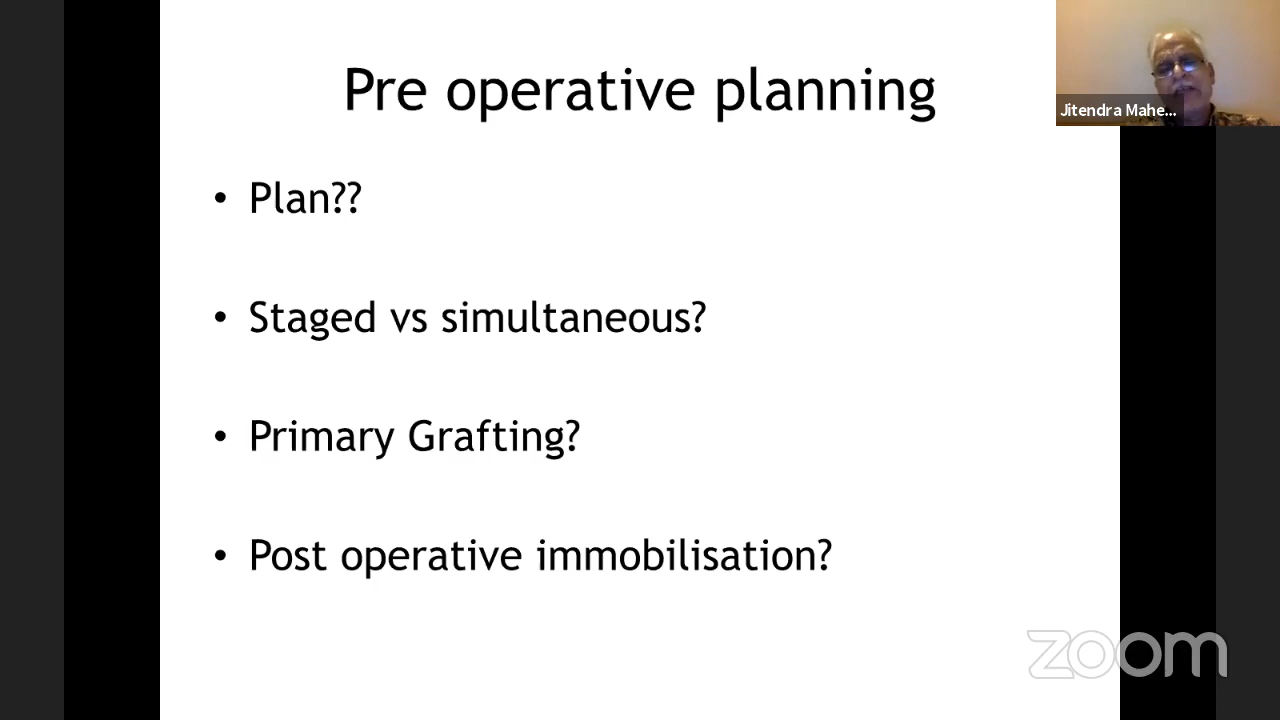 Pre operative planning
Jitendra Mahe...
• Plan??
• Staged vs simultaneous?
• Primary Grafting?
• Post operative immobilisation?
zoom